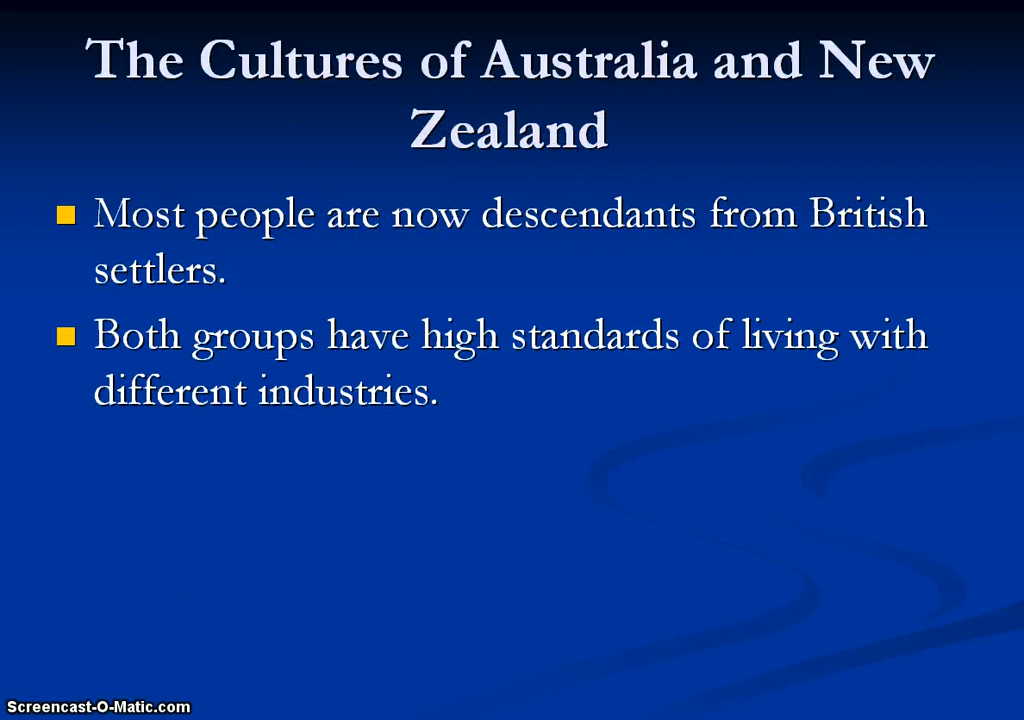 The Cultures of Australia and New
Zealand
Most people are now descendants from British
settlers.
Both groups have high standards of living with
different industries.
Screencast-O-Matic.com